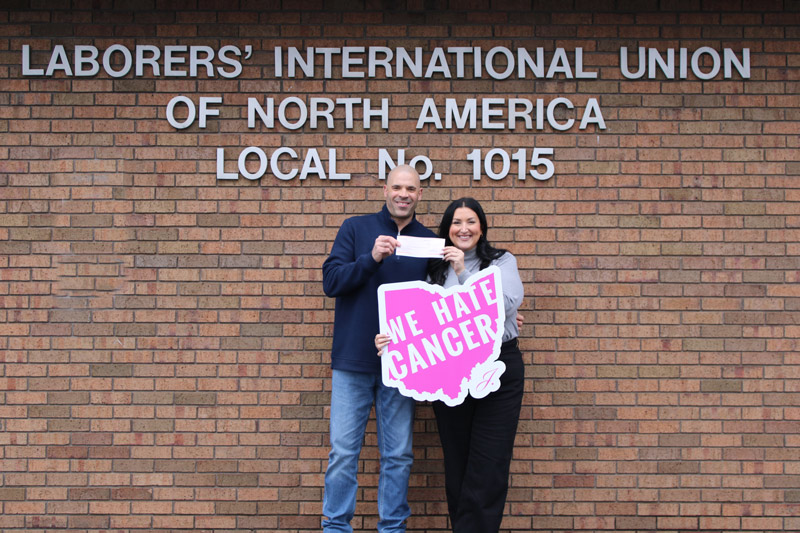 LABORERS' INTERNATIONAL UNION
OF NORTH AMERICA
LOCAL No. 1015
WE HATE
CANCER
J.